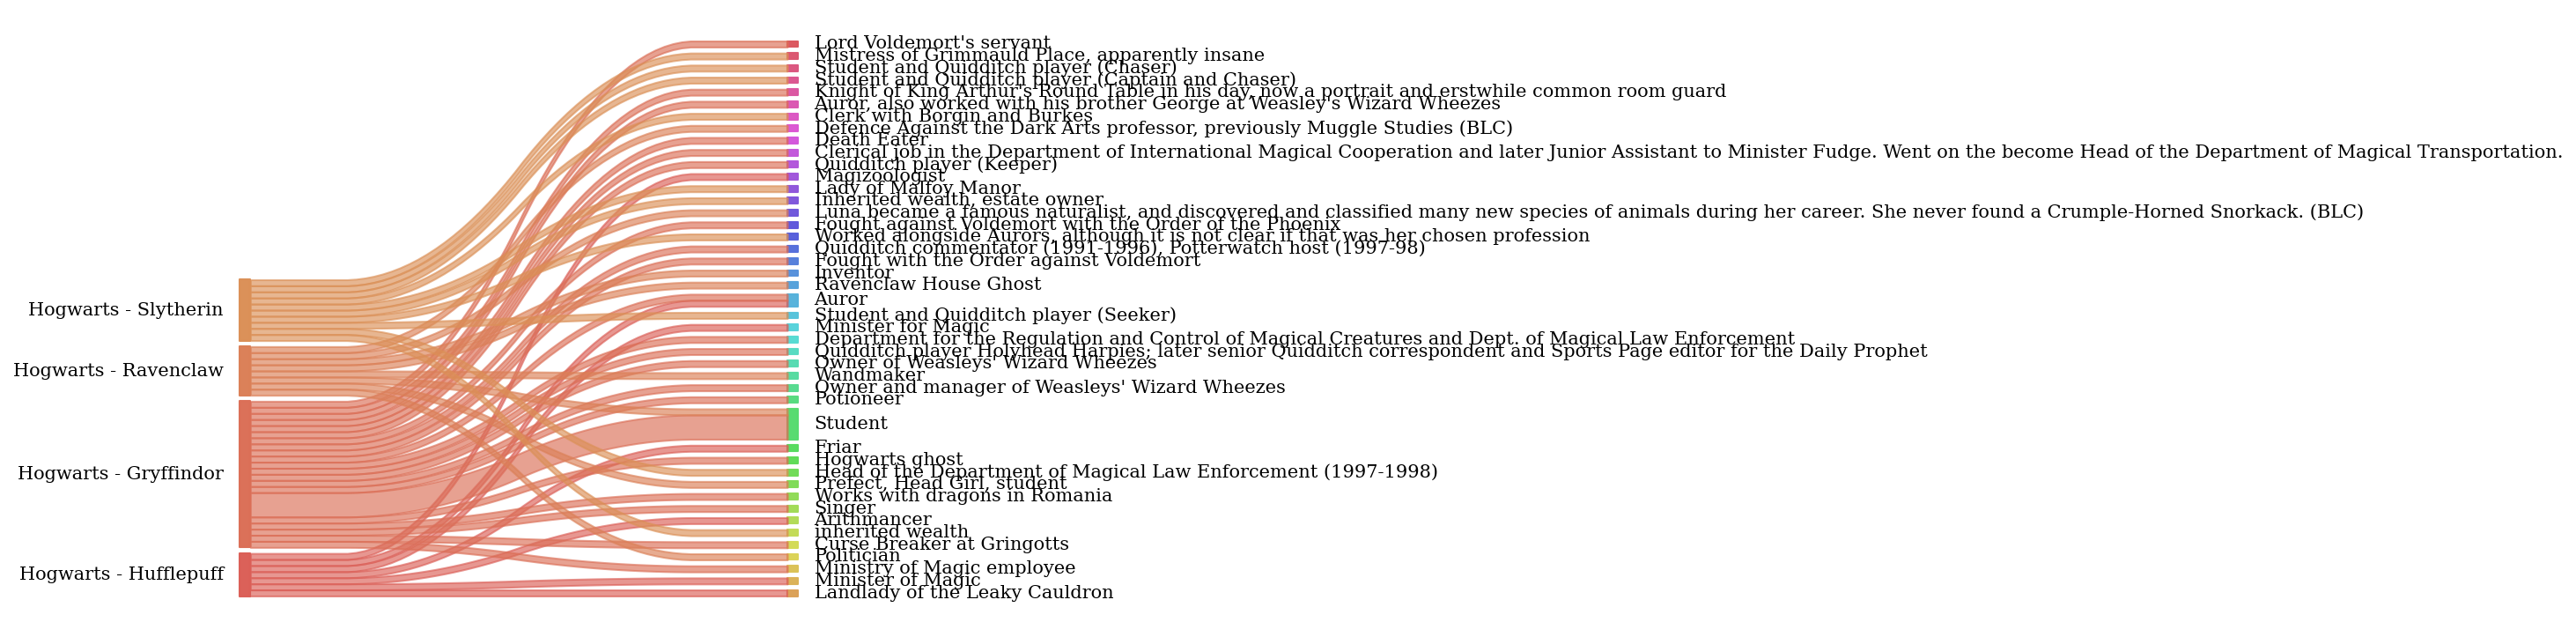 Lord Voldemort's servant
Mistress of Grimmauld Place, apparently insane
Student and Quidditch player (Chaser)
Student and Quidditch player (Captain and Chaser)
Knight of King Arthur's Round Table in his day, now a portrait and erstwhile common room guard
Auror, also worked with his brother George at Weasley's Wizard Wheezes
Clerk with Borgin and Burkes
Defence Against the Dark Arts professor, previously Muggle Studies (BLC)
Death Eater
Clerical job in the Department of International Magical Cooperation and later Junior Assistant to Minister Fudge. Went on the become Head of the Department of Magical Transportation.
Quidditch player (Keeper)
Magizoologist
Lady of Malfoy Manor
Inherited wealth, estate owner
Luna became a famous naturalist, and discovered and classified many new species of animals during her career. She never found a Crumple-Horned Snorkack. (BLC)
Fought against Voldemort with the Order of the Phoenix
Worked alongside Aurors, although it is not clear if that was her chosen profession
Quidditch commentator (1991-1996), Potterwatch host (1997-98)
Fought with the Order against Voldemort
Inventor
Ravenclaw House Ghost
Auror
Hogwarts - Slytherin
Student and Quidditch player (Seeker)
Minister for Magic
Department for the Regulation and Control of Magical Creatures and Dept. of Magical Law Enforcement
Quidditch player Holyhead Harpies; later senior Quidditch correspondent and Sports Page editor for the Daily Prophet
Owner of Weasleys' Wizard Wheezes
Hogwarts - Ravenclaw
Wandmaker
Owner and manager of Weasleys' Wizard Wheezes
Potioneer
Student
Friar
Hogwarts ghost
Hogwarts - Gryffindor
Head of the Department of Magical Law Enforcement (1997-1998)
Prefect, Head Girl, student
Works with dragons in Romania
Singer
Arithmancer
inherited wealth
Curse Breaker at Gringotts
Politician
Ministry of Magic employee
Hogwarts - Hufflepuff
Minister of Magic
Landlady of the Leaky Cauldron